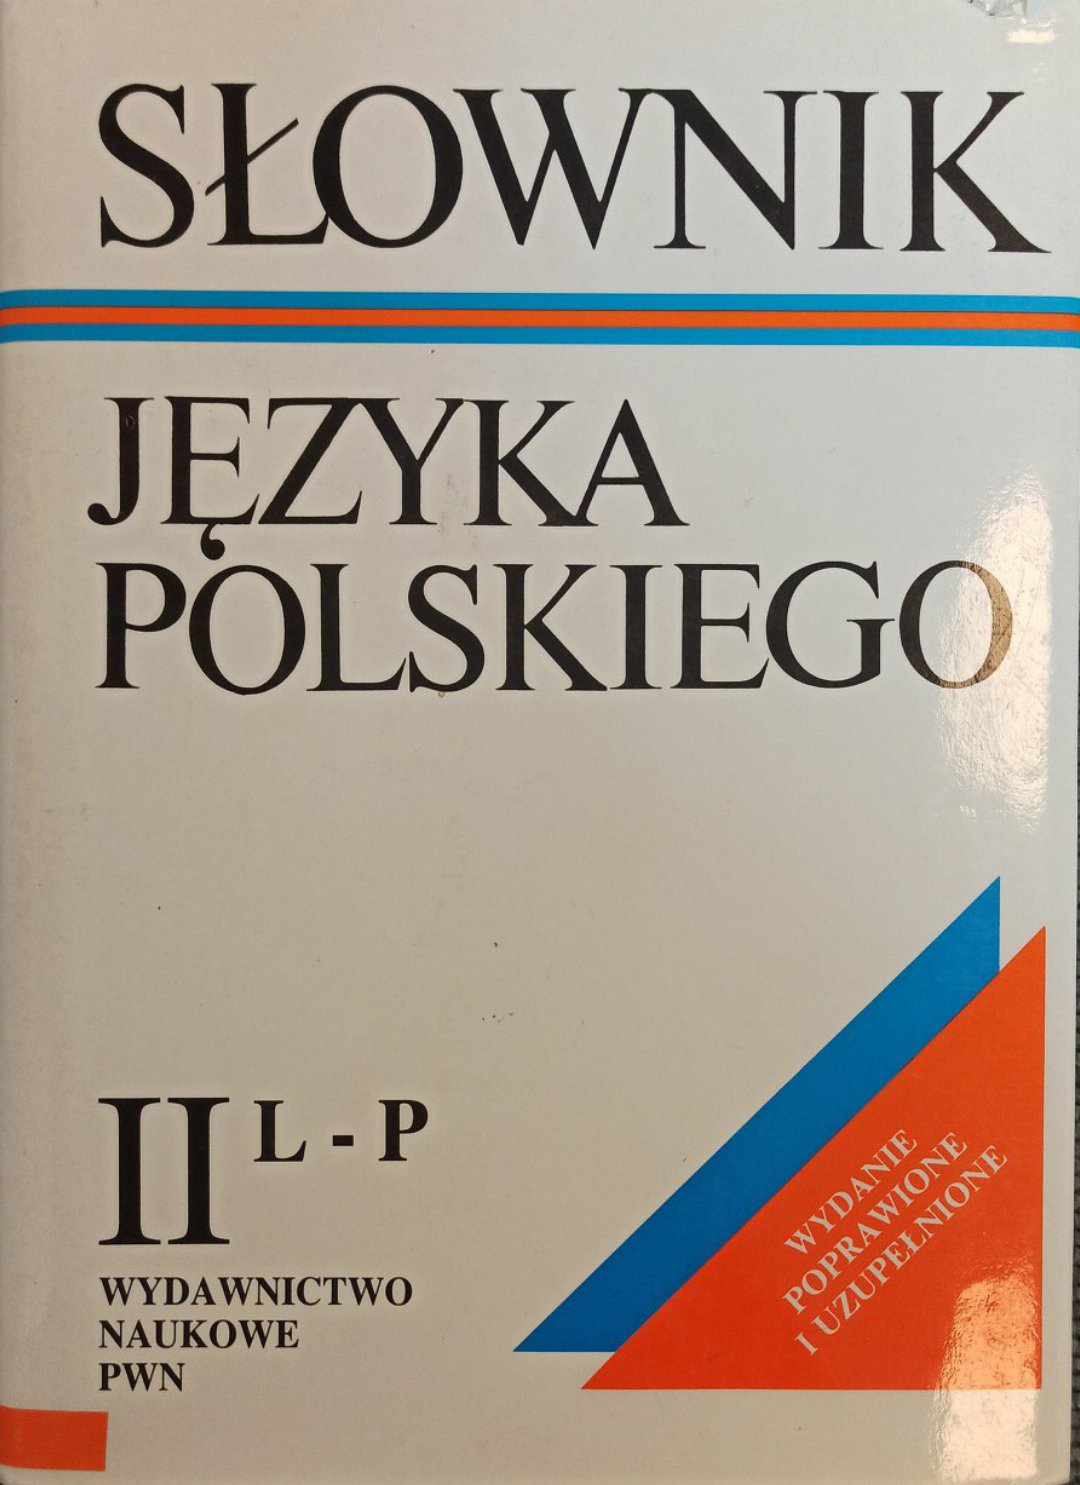 SŁOWNIK
JĘZYKA
POLSKIEGO
II L - P
WYDAWNICTWO
NAUKOWE
PWN
WYDANIE
POPRAWIONE
I UZUPEŁNIONE